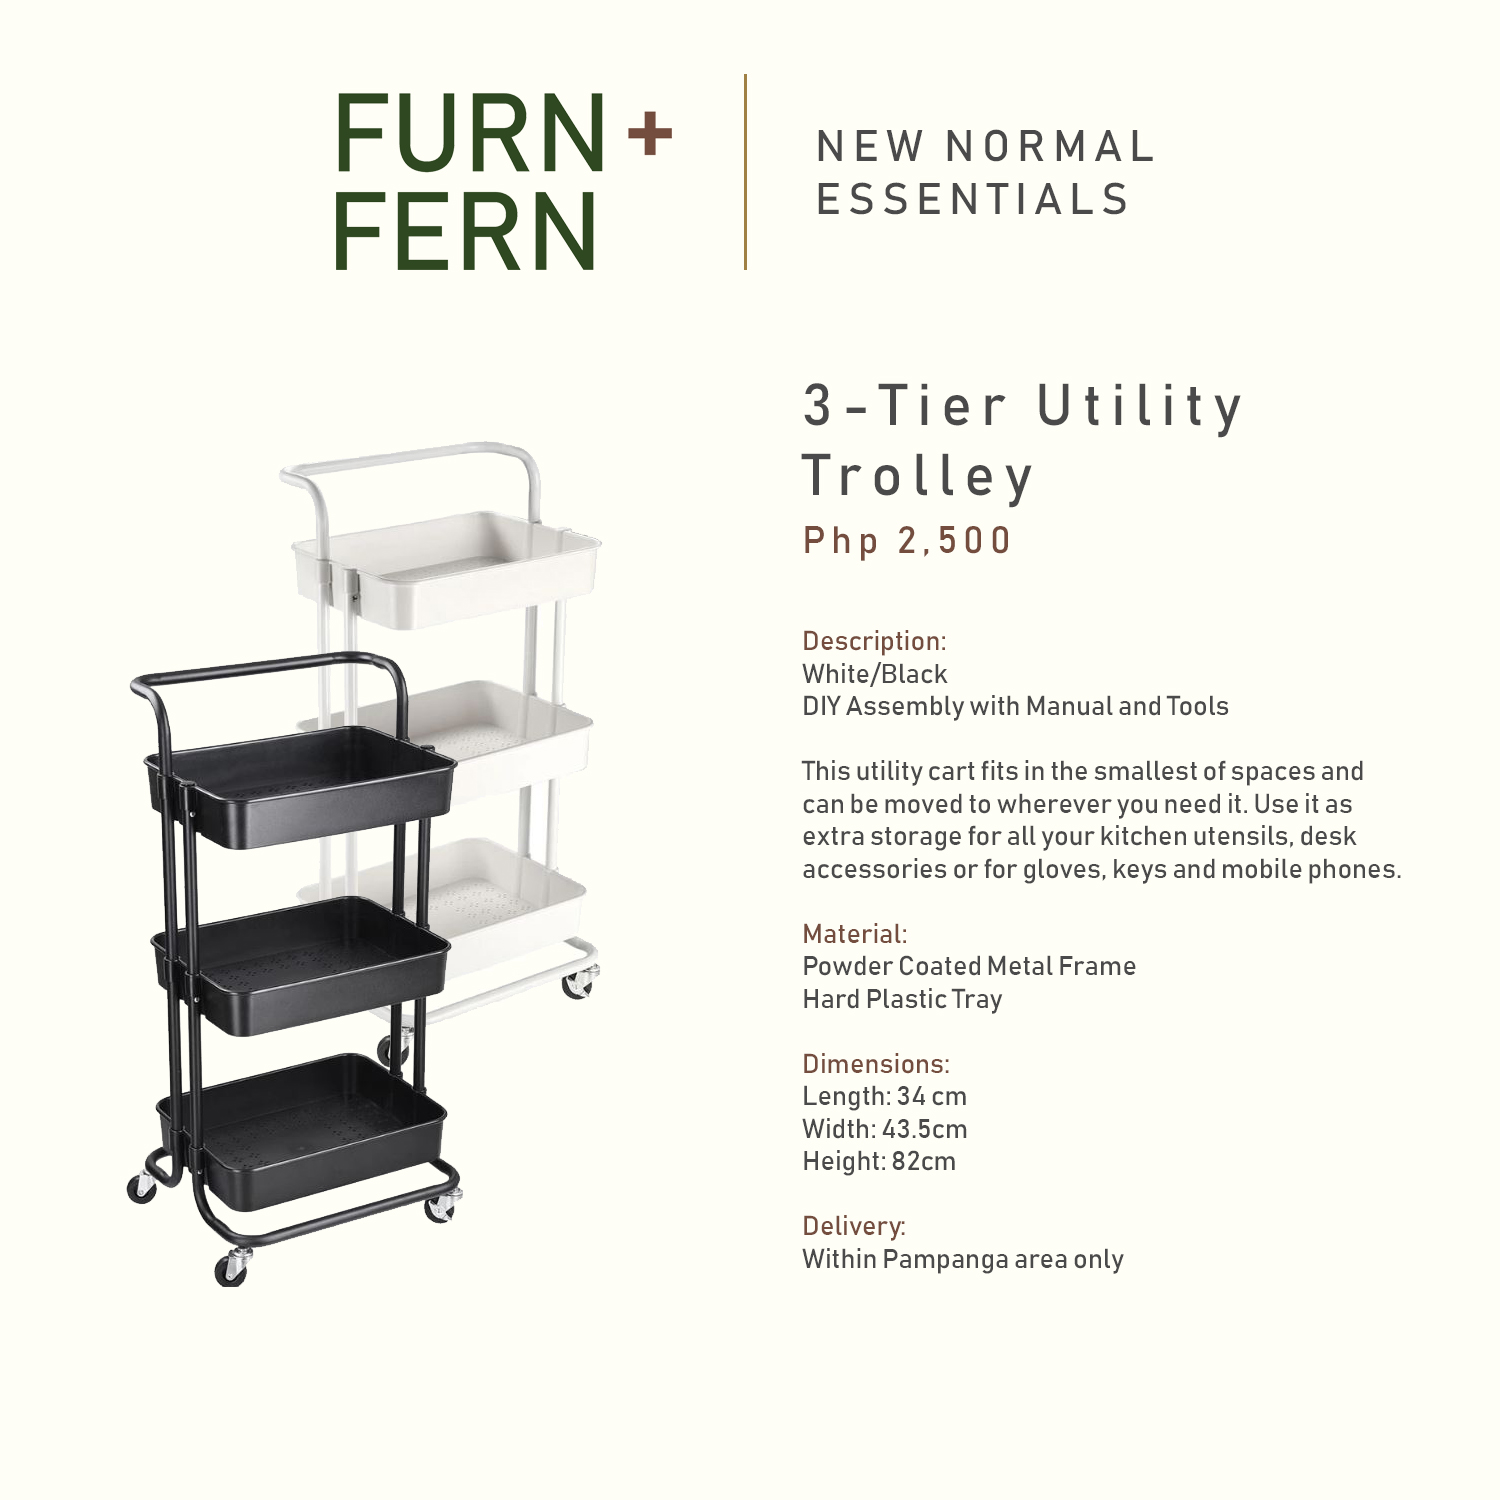 FURN+
FERN
NEW NORMAL
ESSENTIALS
3-Tier Utility
Trolley
Php 2,500
Description:
White/Black
DIY Assembly with Manual and Tools
This utility cart fits in the smallest of spaces and
can be moved to wherever you need it. Use it as
extra storage for all your kitchen utensils, desk
accessories or for gloves, keys and mobile phones.
Material:
Powder Coated Metal Frame
Hard Plastic Tray
Dimensions:
Length: 34 cm
Width: 43.5cm
Height: 82cm
Delivery:
Within Pampanga area only